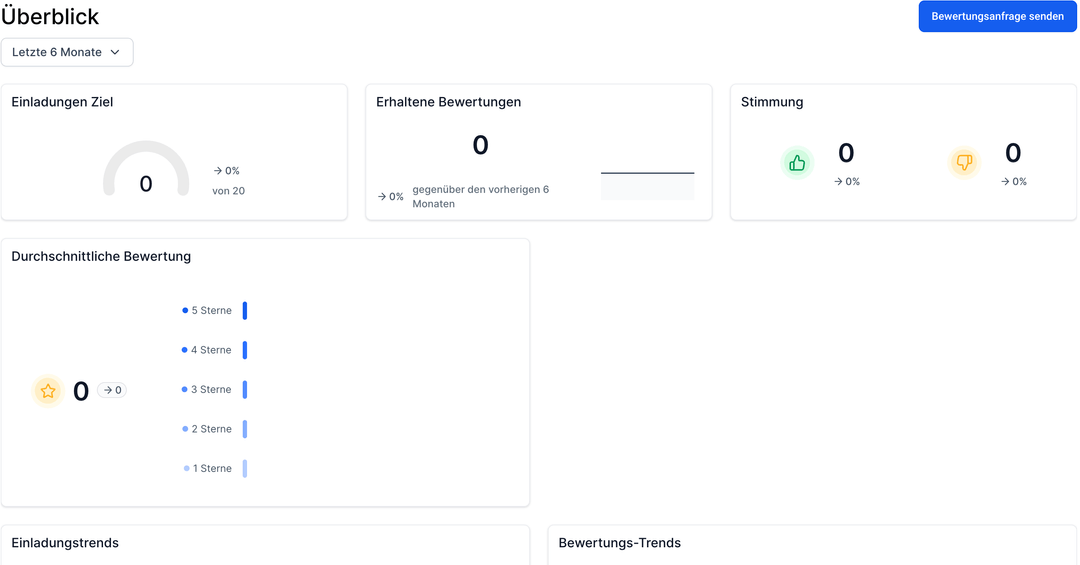 Überblick
Bewertungsanfrage senden
Letzte 6 Monate
Einladungen Ziel
0
→ 0%
von 20
Erhaltene Bewertungen
0
→ 0%
gegenüber den vorherigen 6
Monaten
Stimmung
0
→ 0%
0
→ 0%
Durchschnittliche Bewertung
0
→ 0
5 Sterne
4 Sterne
3 Sterne
2 Sterne
1 Sterne
Einladungstrends
Bewertungs-Trends